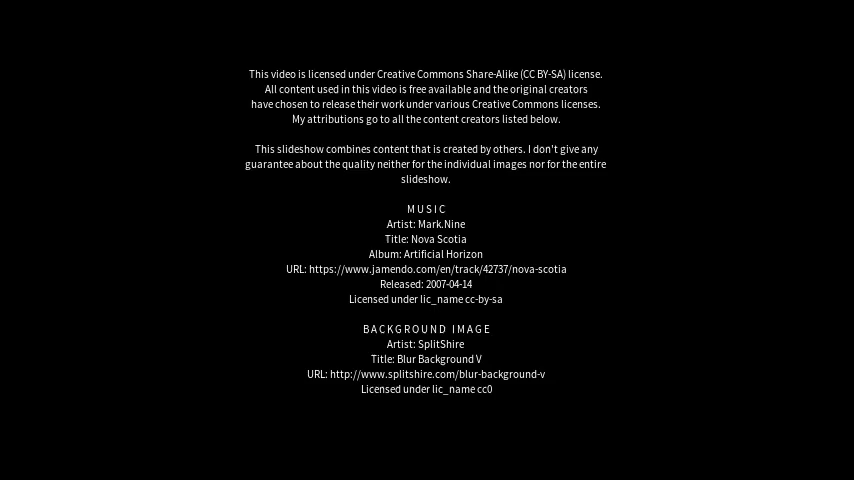 This video is licensed under Creative Commons Share-Alike (CC BY-SA) license.
All content used in this video is free available and the original creators
have chosen to release their work under various Creative Commons licenses.
My attributions go to all the content creators listed below.
This slideshow combines content that is created by others. I don't give any
guarantee about the quality neither for the individual images nor for the entire
slideshow.
MUSIC
Artist: Mark.Nine
Title: Nova Scotia
Album: Artificial Horizon
URL: https://www.jamendo.com/en/track/42737/nova-scotia
Released: 2007-04-14
Licensed under lic_name cc-by-sa
BACKGROUND IMAGE
Artist: SplitShire
Title: Blur Background V
URL: http://www.splitshire.com/blur-background-v
Licensed under lic_name cc0